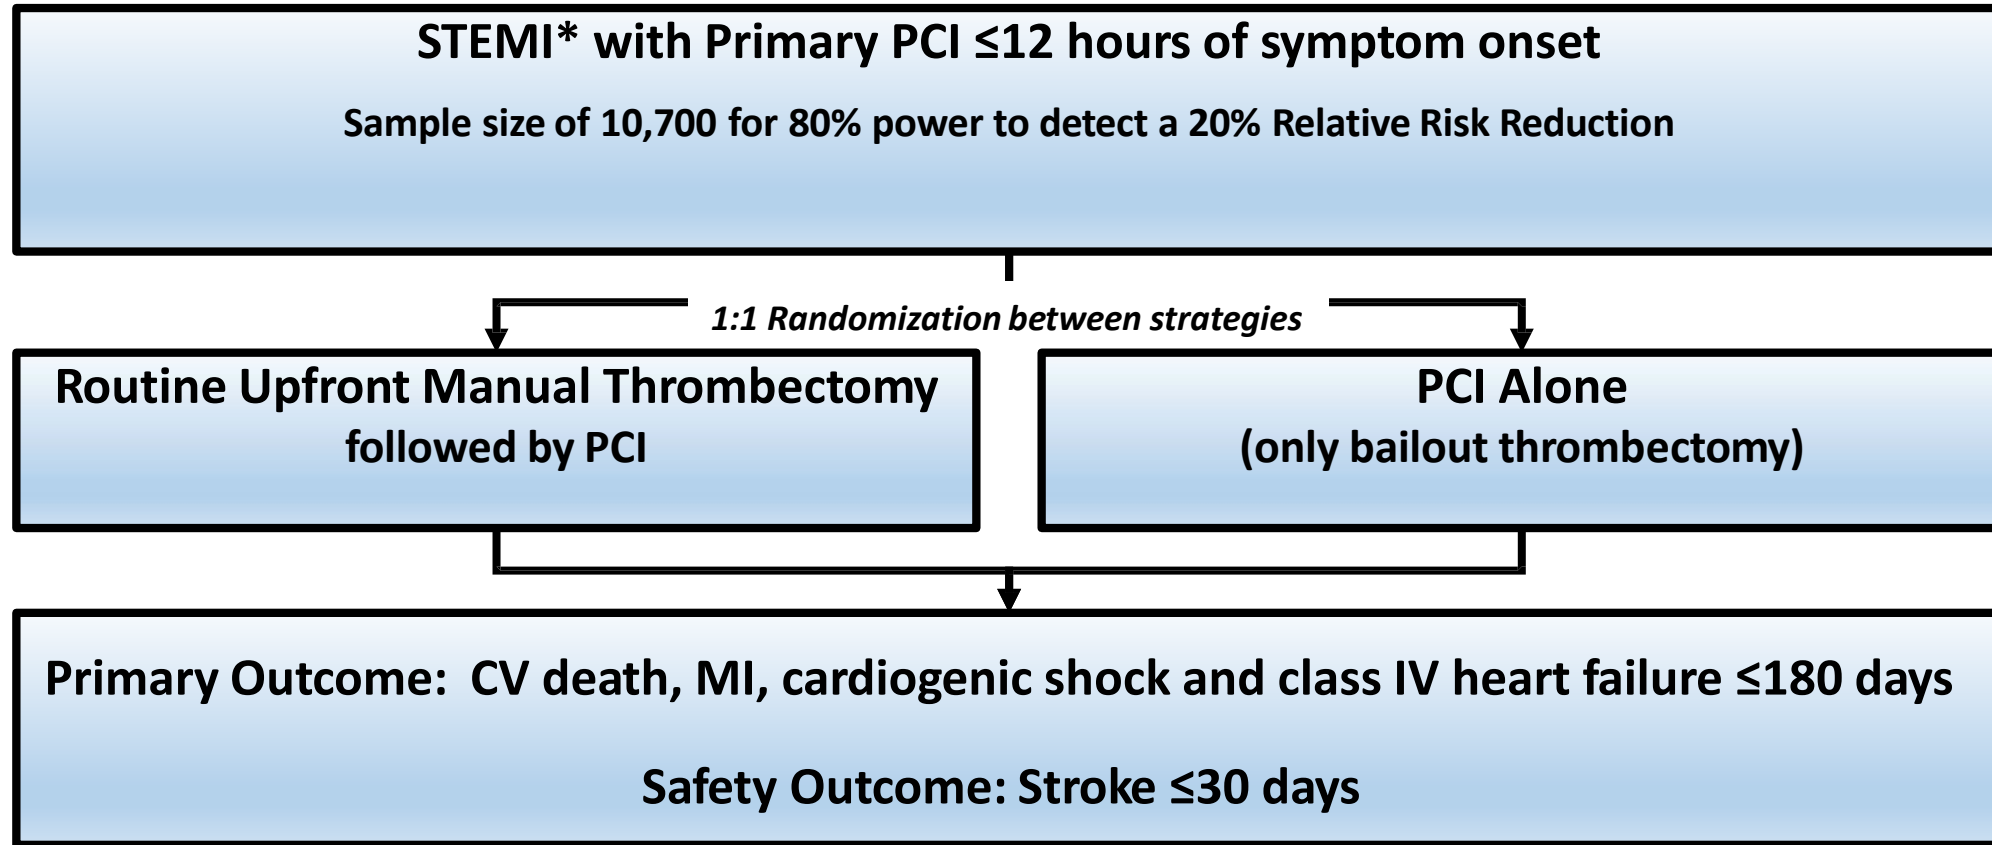 STEMI* with Primary PCI ≤12 hours of symptom onset
Sample size of 10,700 for 80% power to detect a 20% Relative Risk Reduction
1:1 Randomization between strategies
Routine Upfront Manual Thrombectomy
followed by PCI
PCI Alone
(only bailout thrombectomy)
Primary Outcome: CV death, MI, cardiogenic shock and class IV heart failure ≤180 days
Safety Outcome: Stroke ≤30 days